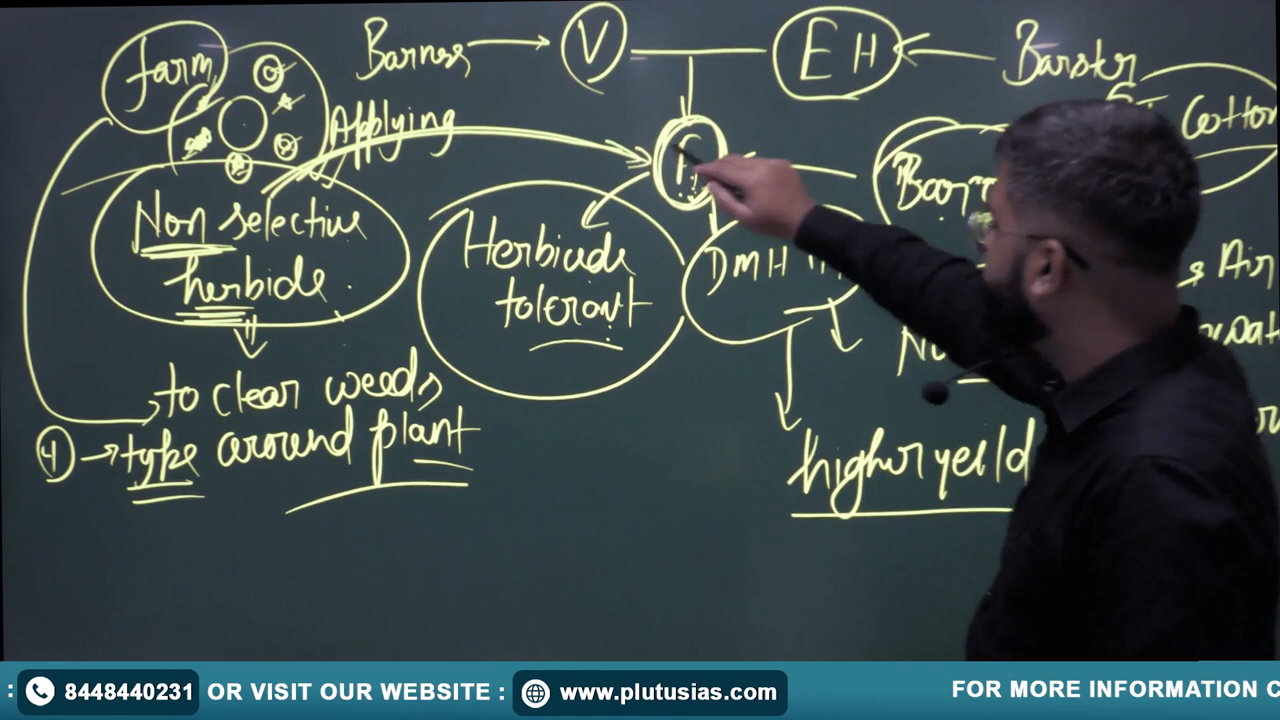 farm
Barness → V
E H ← Barster
Cotton
Applying
Non selective
herbide
Herbicide
tolerant
DMH
Air
to clear weeds
④ → type around plant
higher yeild
: 8448440231 OR VISIT OUR WEBSITE : www.plutusias.com
FOR MORE INFORMATION C